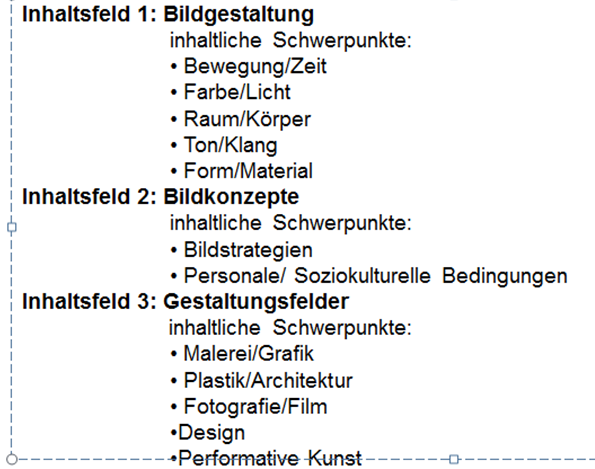 Inhaltsfeld 1: Bildgestaltung
inhaltliche Schwerpunkte:
• Bewegung/Zeit
• Farbe/Licht
• Raum/Körper
• Ton/Klang
• Form/Material
Inhaltsfeld 2: Bildkonzepte
inhaltliche Schwerpunkte:
• Bildstrategien
• Personale/ Soziokulturelle Bedingungen
Inhaltsfeld 3: Gestaltungsfelder
inhaltliche Schwerpunkte:
• Malerei/Grafik
• Plastik/Architektur
• Fotografie/Film
•Design
•Performative Kunst